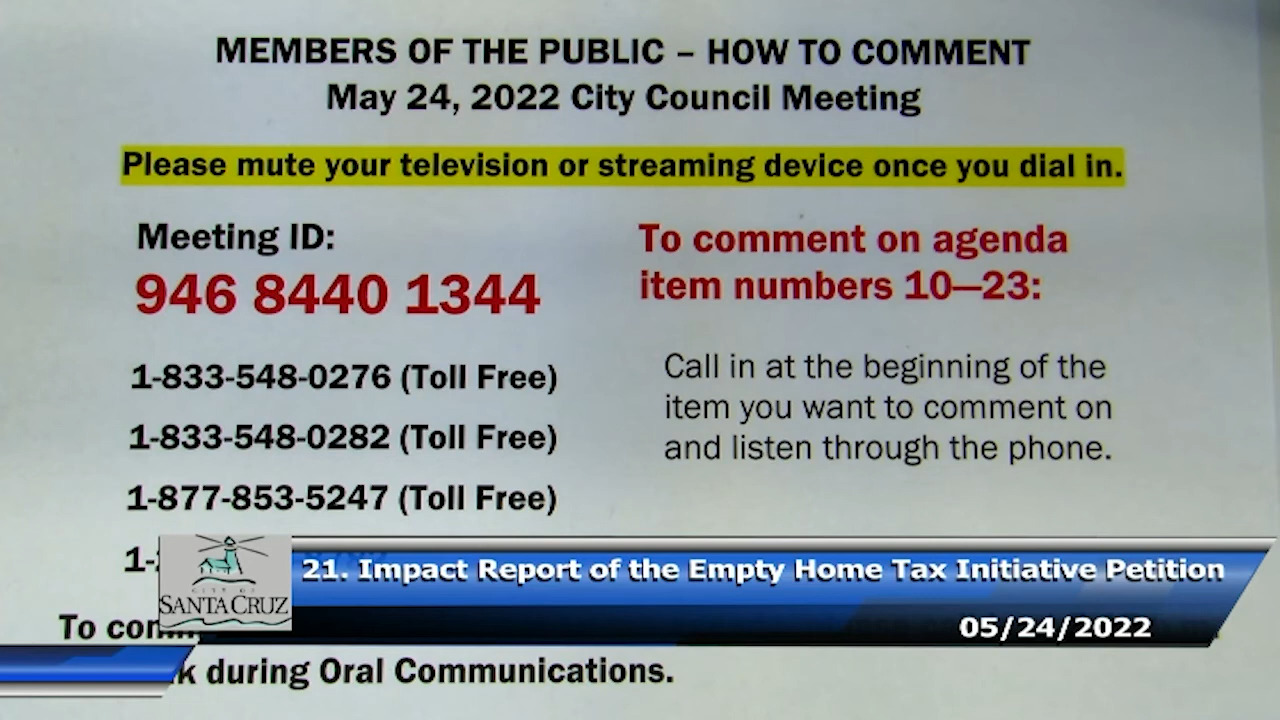 MEMBERS OF THE PUBLIC – HOW TO COMMENT
May 24, 2022 City Council Meeting
Please mute your television or streaming device once you dial in.
Meeting ID:
946 8440 1344
1-833-548-0276 (Toll Free)
1-833-548-0282 (Toll Free)
1-877-853-5247 (Toll Free)
To comment on agenda
item numbers 10—23:
Call in at the beginning of the
item you want to comment on
and listen through the phone.
21. Impact Report of the Empty Home Tax Initiative Petition
CITY OF
SANTA CRUZ
05/24/2022
To
during Oral Communications.